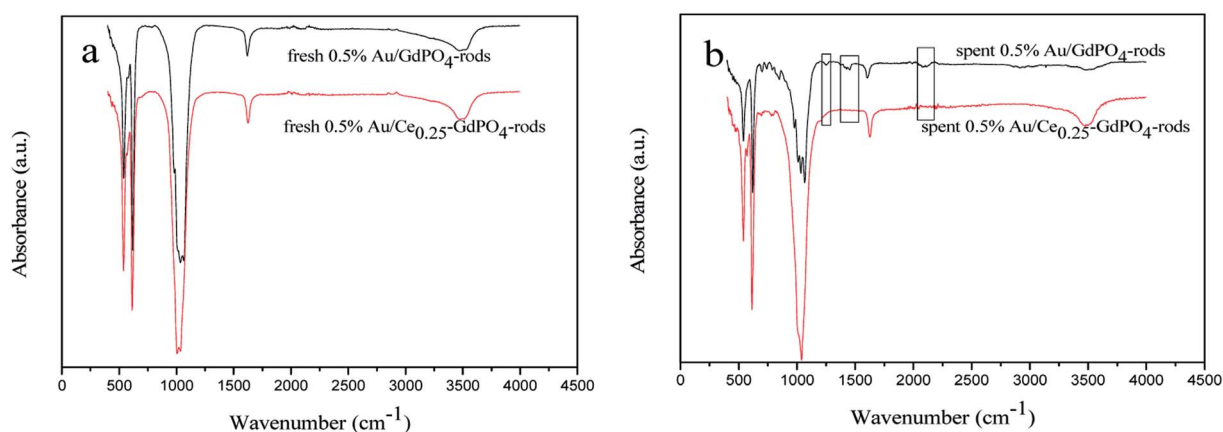 a
fresh 0.5% Au/GdPO4-rods
fresh 0.5% Au/Ce0.25-GdPO4-rods
Absorbance (a.u.)
0 500 1000 1500 2000 2500 3000 3500 4000 4500
Wavenumber (cm-1)
b
spent 0.5% Au/GdPO4-rods
spent 0.5% Au/Ce0.25-GdPO4-rods
Absorbance (a.u.)
0 500 1000 1500 2000 2500 3000 3500 4000 4500
Wavenumber (cm-1)